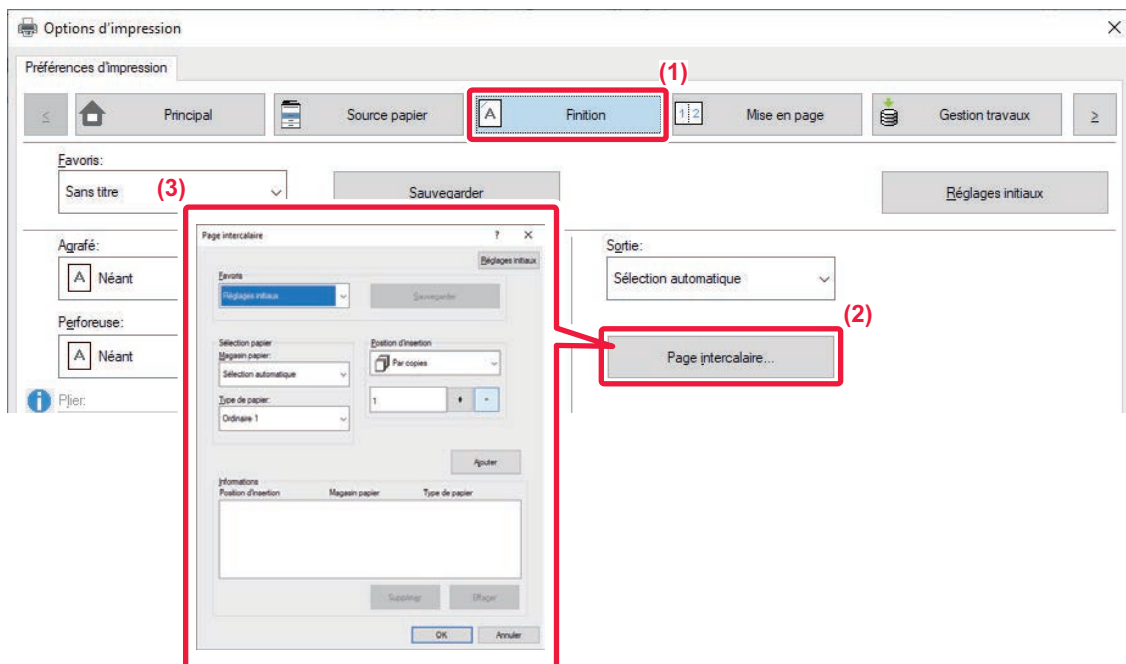 Options d'impression
Préférences d'impression
(1)
<
Principal
Source papier
A
Finition
1 2
Mise en page
Gestion travaux
>
Favoris:
Sans titre
(3)
Sauvegarder
Réglages initiaux
Agrafé:
A
Néant
Perforeuse:
A
Néant
Plier:
Sortie:
Sélection automatique
(2)
Page intercalaire...
Page intercalaire
?
Réglages initiaux
Favoris
Réglages initiaux
Sauvegarder
Sélection papier
Magasin papier:
Sélection automatique
Type de papier:
Ordinaire 1
Position d'insertion
Par copies
1
+
-
Ajouter
Informations
Position d'insertion Magasin papier Type de papier
Supprimer
Effacer
OK
Annuler